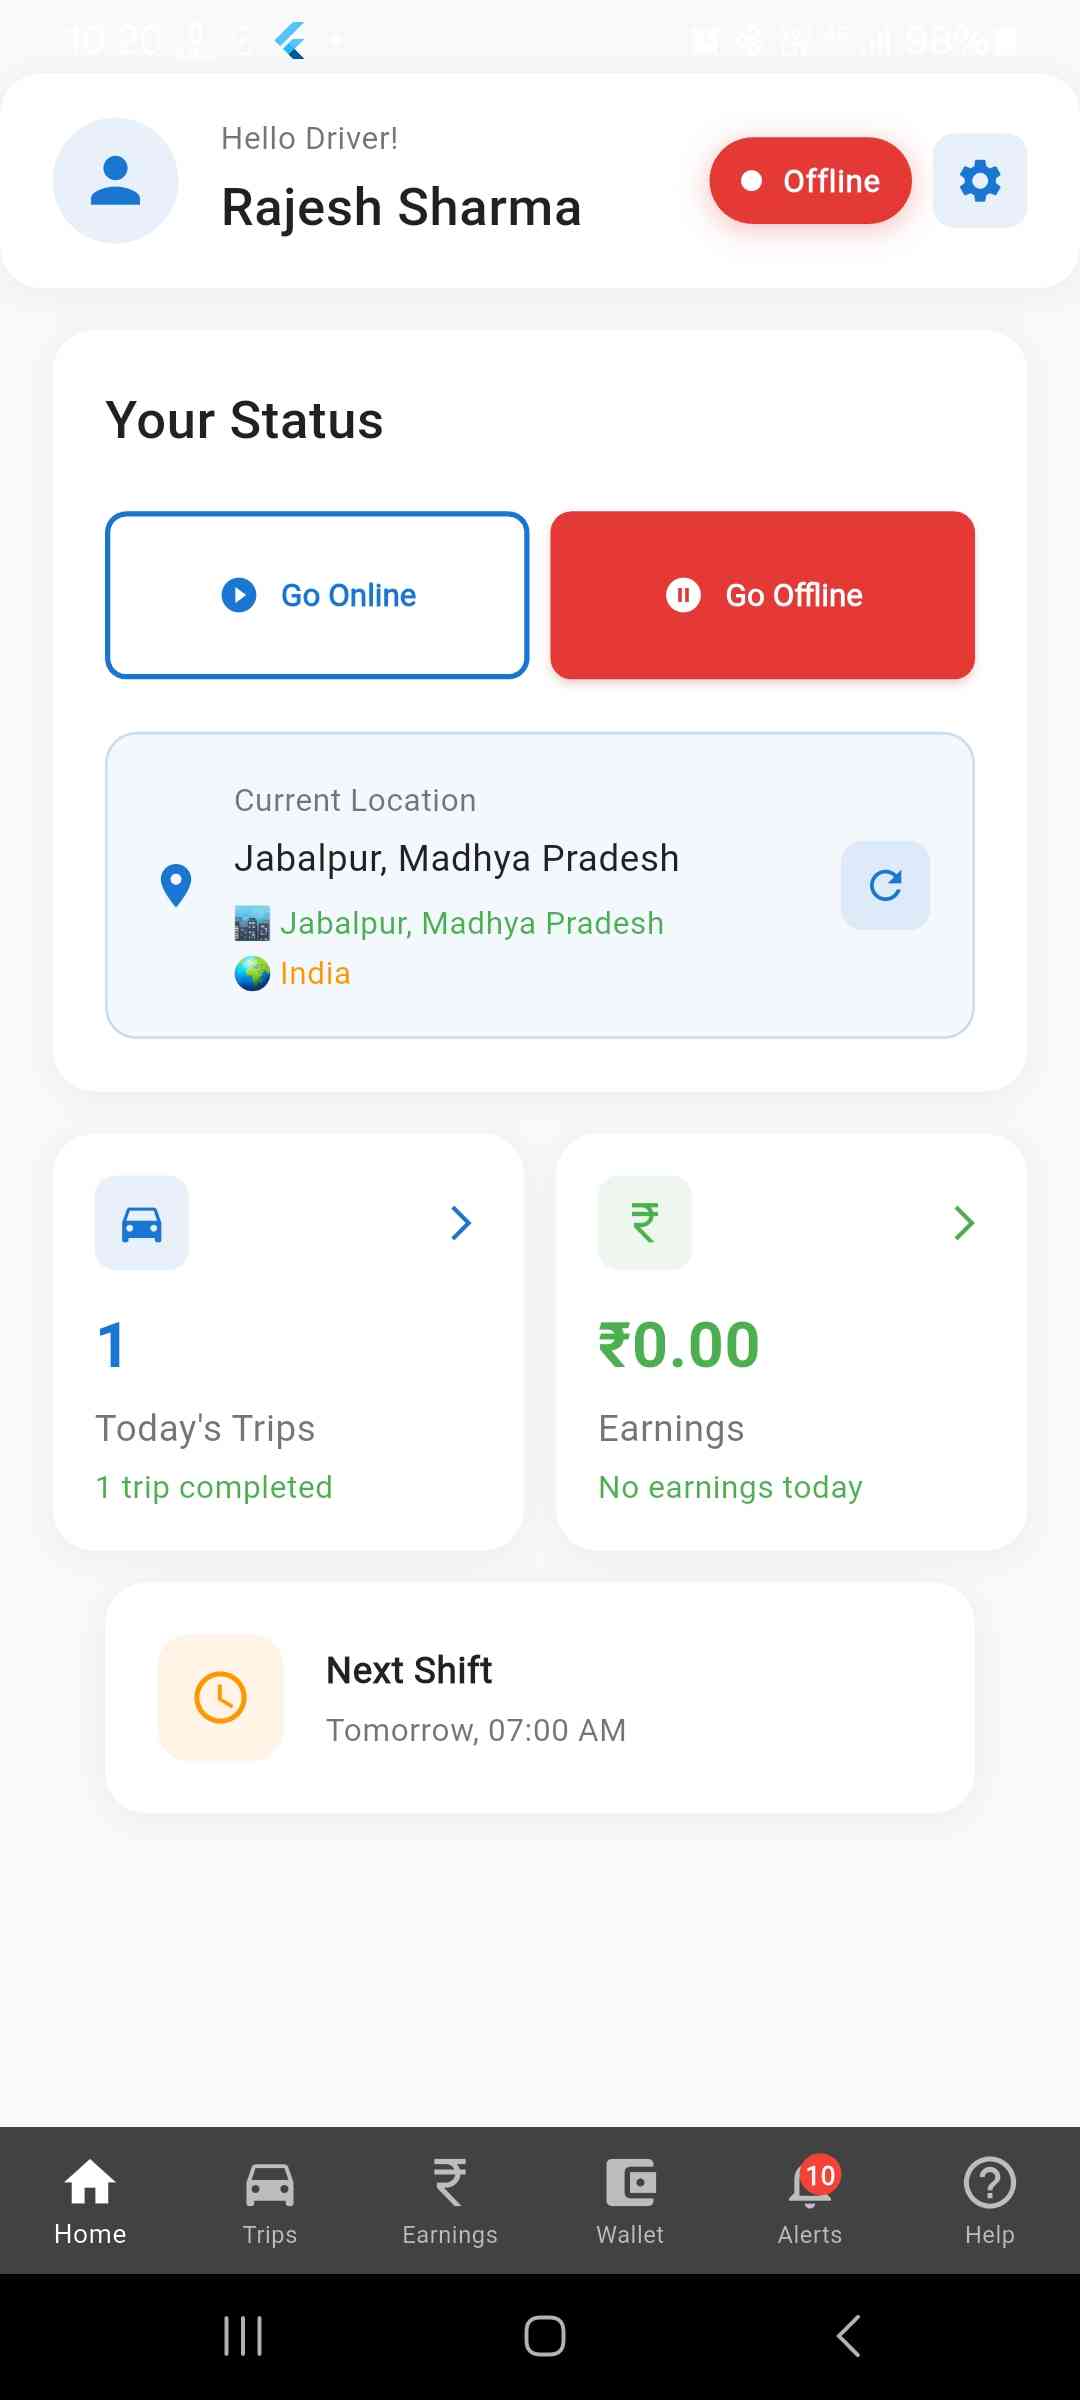 10:20
98%
Hello Driver!
Rajesh Sharma
Offline
Your Status
Go Online
Go Offline
Current Location
Jabalpur, Madhya Pradesh
Jabalpur, Madhya Pradesh
India
1
Today's Trips
1 trip completed
₹
₹0.00
Earnings
No earnings today
Next Shift
Tomorrow, 07:00 AM
Home
Trips
₹
Earnings
Wallet
10
Alerts
Help